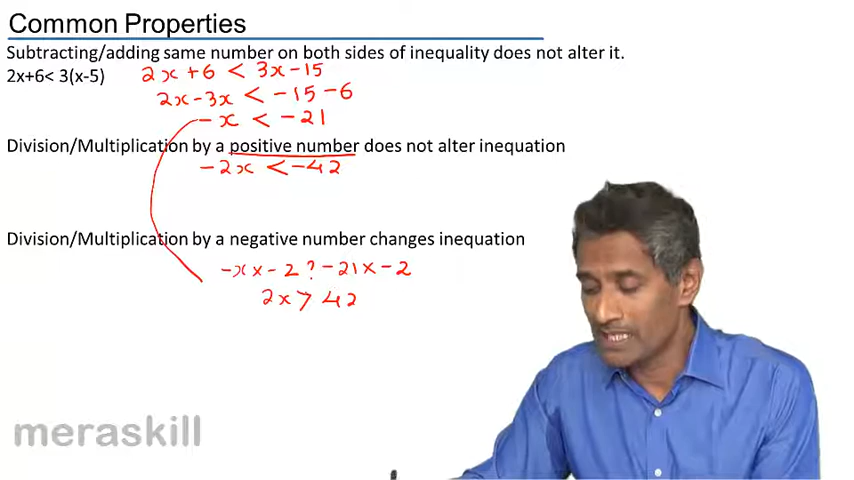 Common Properties
Subtracting/adding same number on both sides of inequality does not alter it.
2x+6< 3(x-5) 2x+6 < 3x-15
2x-3x < -15-6
-x < -21
Division/Multiplication by a positive number does not alter inequation
-2x < -42
Division/Multiplication by a negative number changes inequation
-x x -2 ? -21 x -2
2x > 42
meraskill